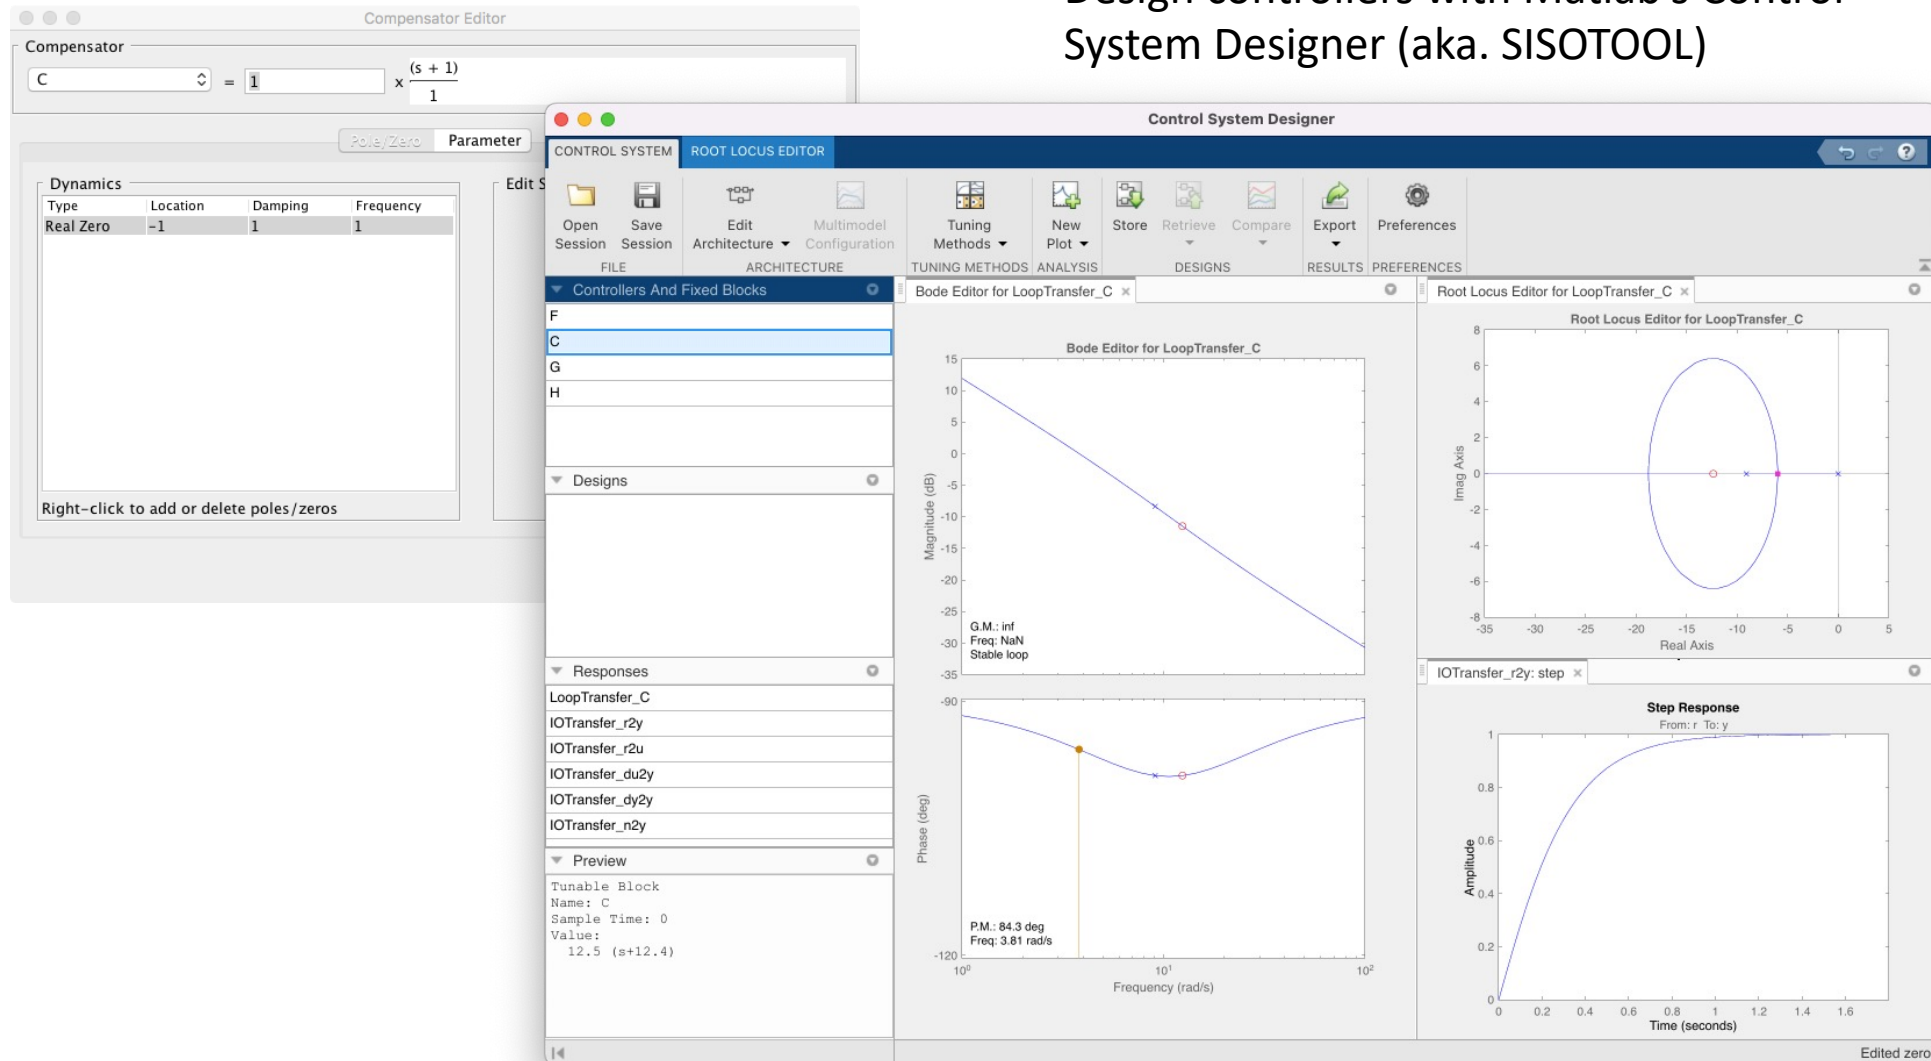 Design controllers with Matlab's Control
System Designer (aka. SISOTOOL)
Compensator Editor
Compensator
C = 1 x (s + 1)
1
Pole/Zero Parameter
Dynamics
Type Location Damping Frequency
Real Zero -1 1 1
Right-click to add or delete poles/zeros
Edit S
Control System Designer
CONTROL SYSTEM ROOT LOCUS EDITOR
Open Session
Save Session
Edit Architecture
Multimodel Configuration
Tuning Methods
New Plot
Store
Retrieve
Compare
Export
Preferences
FILE ARCHITECTURE TUNING METHODS ANALYSIS DESIGNS RESULTS PREFERENCES
Controllers And Fixed Blocks
F
C
G
H
Designs
Responses
LoopTransfer_C
IOTransfer_r2y
IOTransfer_r2u
IOTransfer_du2y
IOTransfer_dy2y
IOTransfer_n2y
Preview
Tunable Block
Name: C
Sample Time: 0
Value:
12.5 (s+12.4)
Bode Editor for LoopTransfer_C
Bode Editor for LoopTransfer_C
Magnitude (dB)
15
10
5
0
-5
-10
-15
-20
-25
-30
-35
G.M.: inf
Freq: NaN
Stable loop
Phase (deg)
-90
-120
P.M.: 84.3 deg
Freq: 3.81 rad/s
10^0 10^1 10^2
Frequency (rad/s)
Root Locus Editor for LoopTransfer_C
Root Locus Editor for LoopTransfer_C
Imag Axis
8
6
4
2
0
-2
-4
-6
-8
-35 -30 -25 -20 -15 -10 -5 0 5
Real Axis
IOTransfer_r2y: step
Step Response
From: r To: y
Amplitude
1
0.8
0.6
0.4
0.2
0
0 0.2 0.4 0.6 0.8 1 1.2 1.4 1.6
Time (seconds)
Edited zero